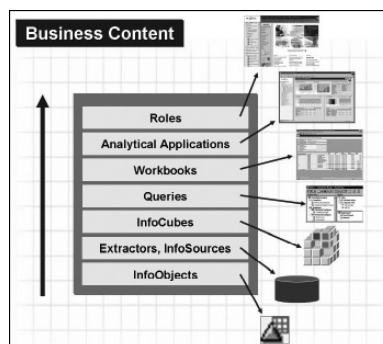 Business Content
Roles
Analytical Applications
Workbooks
Queries
InfoCubes
Extractors, InfoSources
InfoObjects